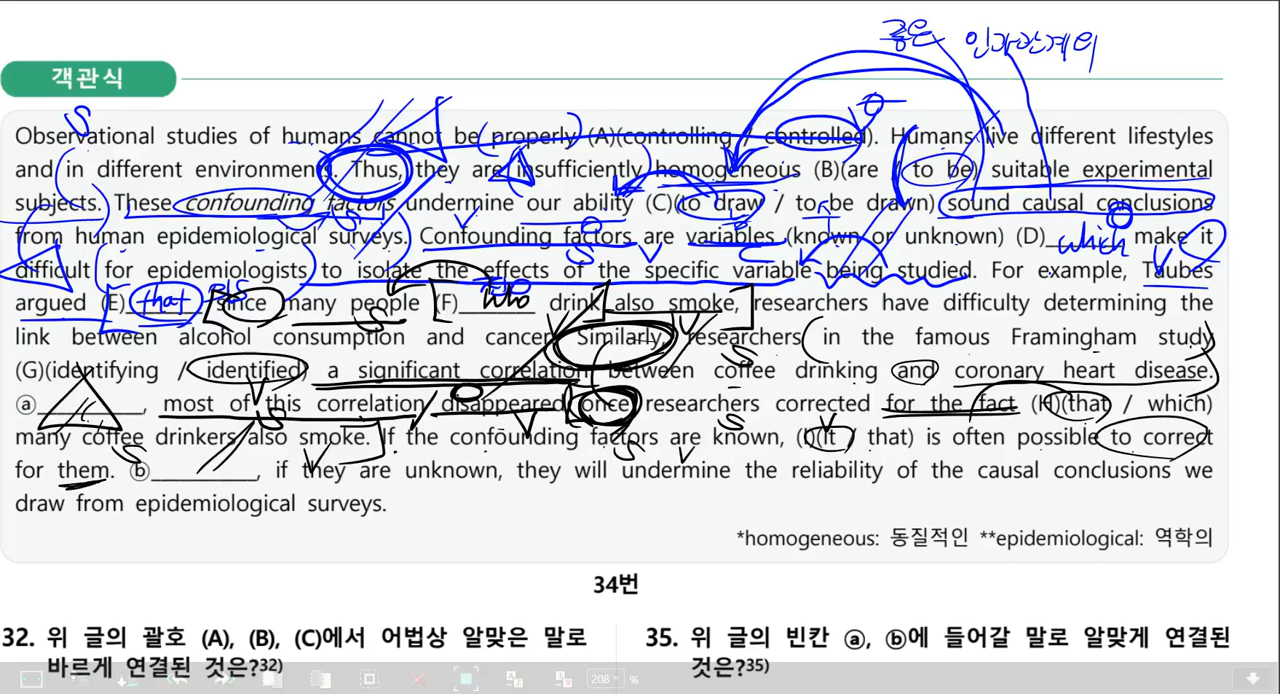 좋은 인과관계의
객관식
Observational studies of humans cannot be properly (A)(controlling / controlled). Humans live different lifestyles
and in different environments. Thus, they are insufficiently homogeneous (B)(are / to be) suitable experimental
subjects. These confounding factors undermine our ability (C)(to draw / to be drawn) sound causal conclusions
from human epidemiological surveys. Confounding factors are variables (known or unknown) (D)which make it
difficult for epidemiologists to isolate the effects of the specific variable being studied. For example, Taubes
argued (E)that since many people (F)who drink also smoke, researchers have difficulty determining the
link between alcohol consumption and cancer. Similarly, researchers in the famous Framingham study
(G)(identifying / identified) a significant correlation between coffee drinking and coronary heart disease.
ⓐ________, most of this correlation disappeared once researchers corrected for the fact (H)(that / which)
many coffee drinkers also smoke. If the confounding factors are known, (I)(it / that) is often possible to correct
for them. ⓑ________, if they are unknown, they will undermine the reliability of the causal conclusions we
draw from epidemiological surveys.
*homogeneous: 동질적인 **epidemiological: 역학의
34번
32. 위 글의 괄호 (A), (B), (C)에서 어법상 알맞은 말로
바르게 연결된 것은?32)
35. 위 글의 빈칸 ⓐ, ⓑ에 들어갈 말로 알맞게 연결된
것은?35)
208 %